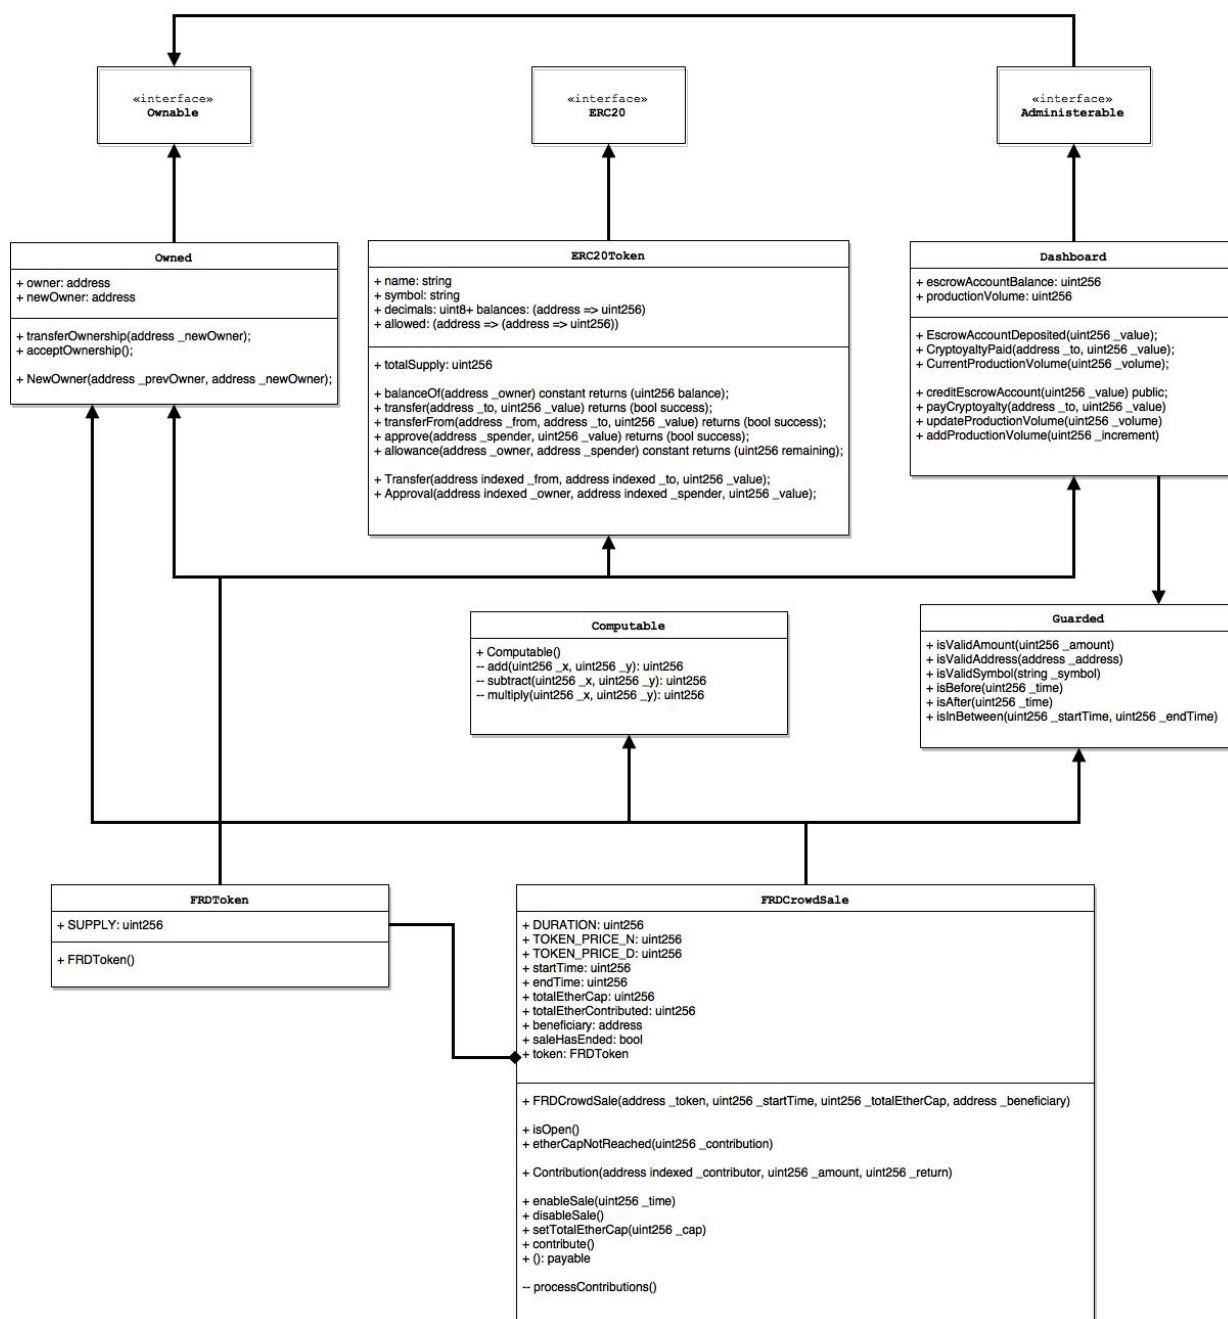 «interface»
Ownable
«interface»
ERC20
«interface»
Administerable
Owned
+ owner: address
+ newOwner: address
+ transferOwnership(address _newOwner);
+ acceptOwnership();
+ NewOwner(address _prevOwner, address _newOwner);
ERC20Token
+ name: string
+ symbol: string
+ decimals: uint8+ balances: (address => uint256)
+ allowed: (address => (address => uint256))
+ totalSupply: uint256
+ balanceOf(address _owner) constant returns (uint256 balance);
+ transfer(address _to, uint256 _value) returns (bool success);
+ transferFrom(address _from, address _to, uint256 _value) returns (bool success);
+ approve(address _spender, uint256 _value) returns (bool success);
+ allowance(address _owner, address _spender) constant returns (uint256 remaining);
+ Transfer(address indexed _from, address indexed _to, uint256 _value);
+ Approval(address indexed _owner, address indexed _spender, uint256 _value);
Dashboard
+ escrowAccountBalance: uint256
+ productionVolume: uint256
+ EscrowAccountDeposited(uint256 _value);
+ CryptoyaltyPaid(address _to, uint256 _value);
+ CurrentProductionVolume(uint256 _volume);
+ creditEscrowAccount(uint256 _value) public;
+ payCryptoyalty(address _to, uint256 _value)
+ updateProductionVolume(uint256 _volume)
+ addProductionVolume(uint256 _increment)
Computable
+ Computable()
-- add(uint256 _x, uint256 _y): uint256
-- subtract(uint256 _x, uint256 _y): uint256
-- multiply(uint256 _x, uint256 _y): uint256
Guarded
+ isValidAmount(uint256 _amount)
+ isValidAddress(address _address)
+ isValidSymbol(string _symbol)
+ isBefore(uint256 _time)
+ isAfter(uint256 _time)
+ isInBetween(uint256 _startTime, uint256 _endTime)
FRDToken
+ SUPPLY: uint256
+ FRDToken()
FRDCrowdSale
+ DURATION: uint256
+ TOKEN_PRICE_N: uint256
+ TOKEN_PRICE_D: uint256
+ startTime: uint256
+ endTime: uint256
+ totalEtherCap: uint256
+ totalEtherContributed: uint256
+ beneficiary: address
+ saleHasEnded: bool
+ token: FRDToken
+ FRDCrowdSale(address _token, uint256 _startTime, uint256 _totalEtherCap, address _beneficiary)
+ isOpen()
+ etherCapNotReached(uint256 _contribution)
+ Contribution(address indexed _contributor, uint256 _amount, uint256 _return)
+ enableSale(uint256 _time)
+ disableSale()
+ setTotalEtherCap(uint256 _cap)
+ contribute()
+ (): payable
-- processContributions()